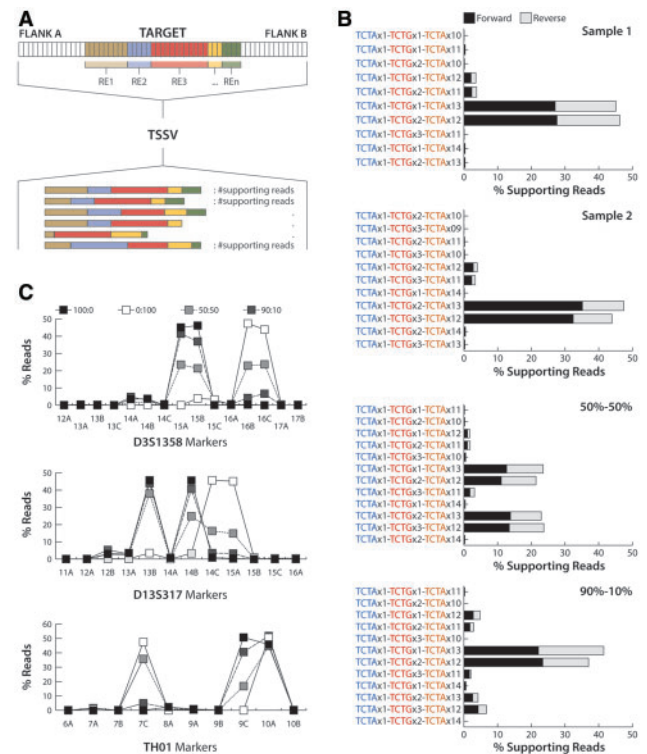 A
FLANK A
TARGET
FLANK B
RE1
RE2
RE3
...
REn
TSSV
: #supporting reads
: #supporting reads
.
.
.
: #supporting reads
B
Forward
Reverse
Sample 1
TCTAx1-TCTGx2-TCTAx10
TCTAx1-TCTGx1-TCTAx11
TCTAx1-TCTGx2-TCTAx10
TCTAx1-TCTGx1-TCTAx12
TCTAx1-TCTGx2-TCTAx11
TCTAx1-TCTGx1-TCTAx13
TCTAx1-TCTGx2-TCTAx12
TCTAx1-TCTGx3-TCTAx11
TCTAx1-TCTGx1-TCTAx14
TCTAx1-TCTGx2-TCTAx13
0 10 20 30 40 50
% Supporting Reads
Sample 2
TCTAx1-TCTGx2-TCTAx10
TCTAx1-TCTGx3-TCTAx09
TCTAx1-TCTGx2-TCTAx11
TCTAx1-TCTGx3-TCTAx10
TCTAx1-TCTGx2-TCTAx12
TCTAx1-TCTGx3-TCTAx11
TCTAx1-TCTGx1-TCTAx14
TCTAx1-TCTGx2-TCTAx13
TCTAx1-TCTGx3-TCTAx12
TCTAx1-TCTGx2-TCTAx14
TCTAx1-TCTGx3-TCTAx13
0 10 20 30 40 50
% Supporting Reads
50%-50%
TCTAx1-TCTGx1-TCTAx11
TCTAx1-TCTGx2-TCTAx10
TCTAx1-TCTGx1-TCTAx12
TCTAx1-TCTGx2-TCTAx11
TCTAx1-TCTGx3-TCTAx10
TCTAx1-TCTGx1-TCTAx13
TCTAx1-TCTGx2-TCTAx12
TCTAx1-TCTGx3-TCTAx11
TCTAx1-TCTGx1-TCTAx14
TCTAx1-TCTGx2-TCTAx13
TCTAx1-TCTGx3-TCTAx12
TCTAx1-TCTGx2-TCTAx14
0 10 20 30 40 50
% Supporting Reads
90%-10%
TCTAx1-TCTGx1-TCTAx11
TCTAx1-TCTGx2-TCTAx10
TCTAx1-TCTGx1-TCTAx12
TCTAx1-TCTGx2-TCTAx11
TCTAx1-TCTGx3-TCTAx10
TCTAx1-TCTGx1-TCTAx13
TCTAx1-TCTGx2-TCTAx12
TCTAx1-TCTGx3-TCTAx11
TCTAx1-TCTGx1-TCTAx14
TCTAx1-TCTGx2-TCTAx13
TCTAx1-TCTGx3-TCTAx12
TCTAx1-TCTGx2-TCTAx14
0 10 20 30 40 50
% Supporting Reads
C
100:0
0:100
50:50
90:10
% Reads
50
40
30
20
10
0
12A 13A 13B 13C 14A 14B 14C 15A 15B 15C 16A 16B 16C 17A 17B
D3S1358 Markers
% Reads
50
40
30
20
10
0
11A 12A 12B 13A 13B 14A 14B 14C 15A 15B 15C 16A
D13S317 Markers
% Reads
60
50
40
30
20
10
0
6A 7A 7B 7C 8A 9A 9B 9C 10A 10B
TH01 Markers